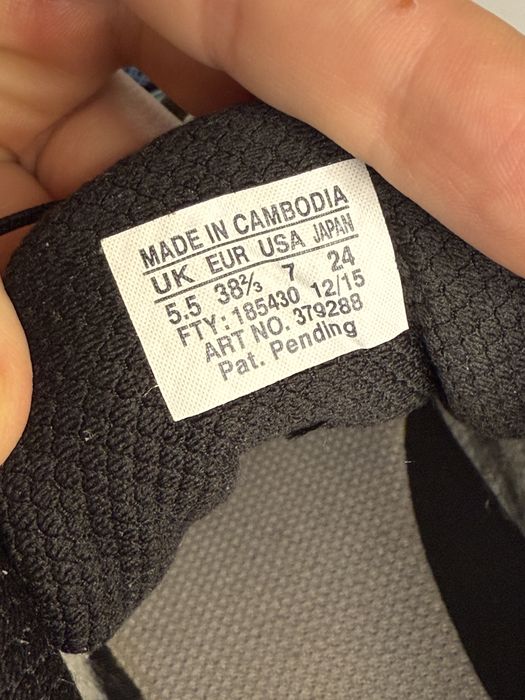 MADE IN CAMBODIA
UK EUR USA JAPAN
5.5 38⅔ 7 24
FTY: 185430 12/15
ART NO. 379288
Pat. Pending